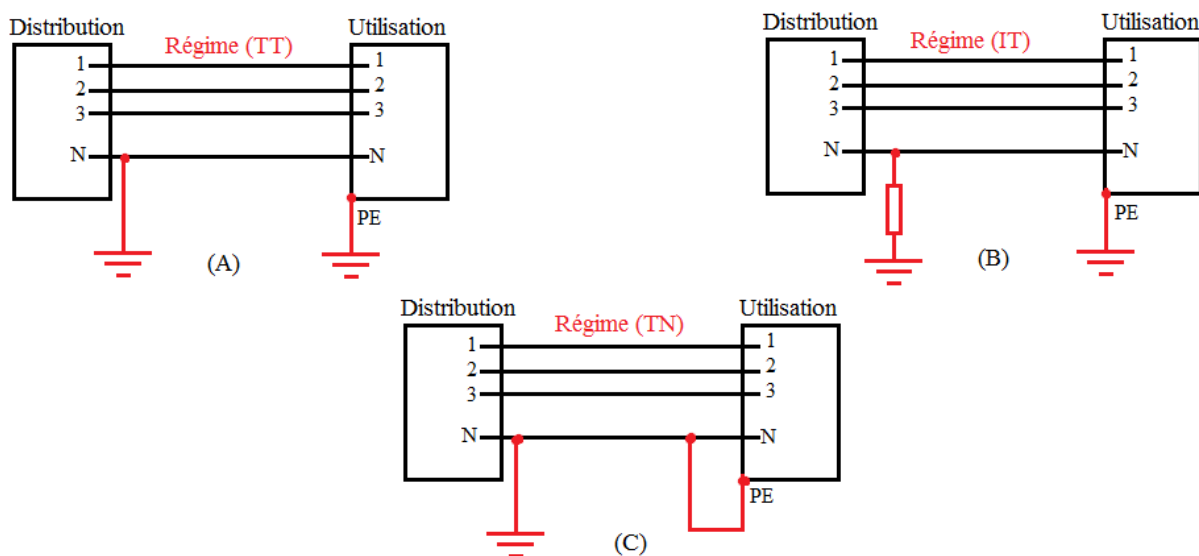 Distribution
Utilisation
Régime (TT)
1
1
2
2
3
3
N
N
PE
(A)
Distribution
Utilisation
Régime (IT)
1
1
2
2
3
3
N
N
PE
(B)
Distribution
Utilisation
Régime (TN)
1
1
2
2
3
3
N
N
PE
(C)